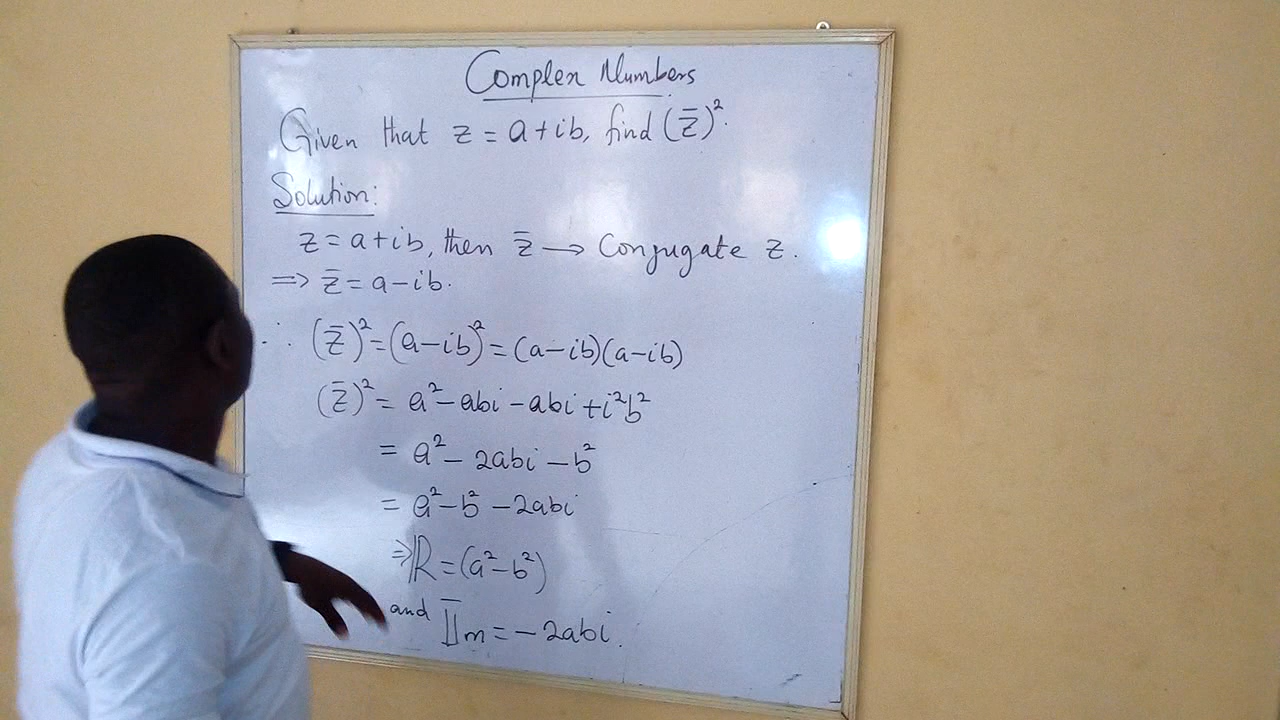 Complex Numbers
Given that z = a + ib, find (z̄)².
Solution:
z = a + ib, then z̄ → Conjugate z.
⇒ z̄ = a - ib.
∴ (z̄)² = (a - ib)² = (a - ib)(a - ib)
(z̄)² = a² - abi - abi + i²b²
= a² - 2abi - b²
= a² - b² - 2abi
⇒ ℝ = (a² - b²)
and Im = - 2abi.